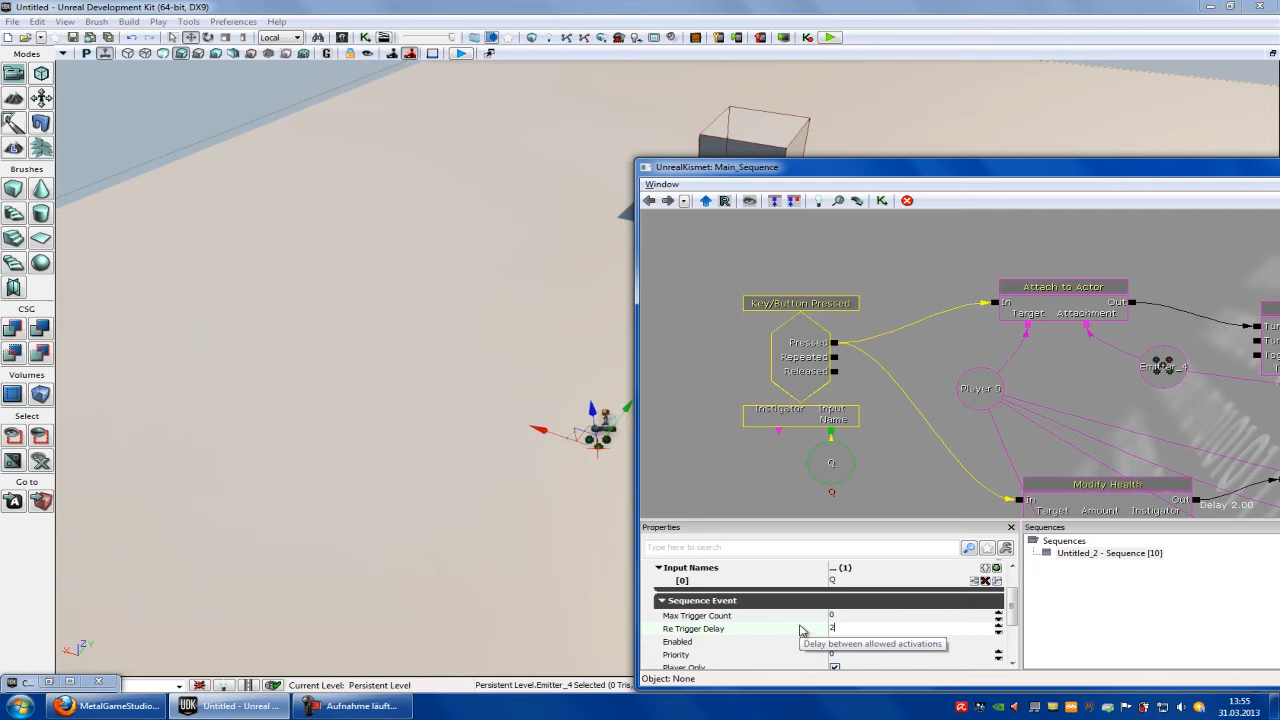 Untitled - Unreal Development Kit (64-bit, DX9)
File Edit View Brush Build Play Tools Preferences Help
Local
P
G
Modes
Brushes
CSG
Volumes
Select
Go to
UnrealKismet: Main_Sequence
Window
Key/Button Pressed
Pressed
Repeated
Released
Instigator Input Name
Q
Q
Attach to Actor
In Out
Target Attachment
Player 0
Emitter_4
Modify Health
In Out
Target Amount Instigator
Delay 2.00
Properties
Type here to search
Input Names ... (1)
[0] Q
Sequence Event
Max Trigger Count 0
Re Trigger Delay 2
Enabled
Delay between allowed activations
Priority 0
Player Only
Object: None
Sequences
Sequences
Untitled_2 - Sequence [10]
X Z Y
C...
Current Level: Persistent Level
Persistent Level.Emitter_4 Selected (0 Tris,
MetalGameStudio...
Untitled - Unreal ...
Aufnahme läuft...
13:55
31.03.2013